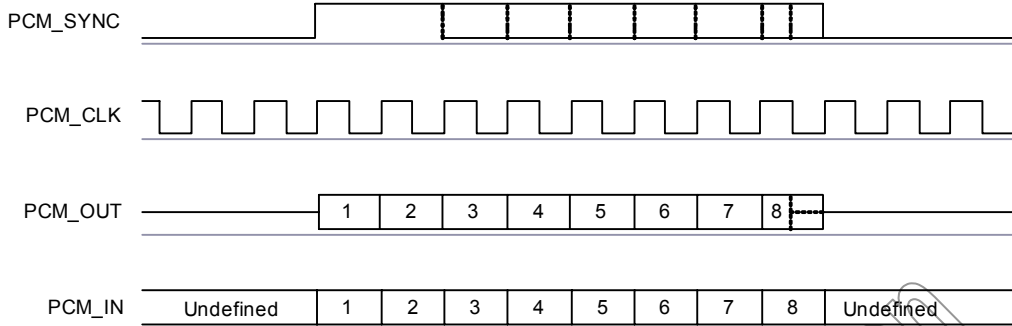 PCM_SYNC
PCM_CLK
PCM_OUT 1 2 3 4 5 6 7 8
PCM_IN Undefined 1 2 3 4 5 6 7 8 Undefined